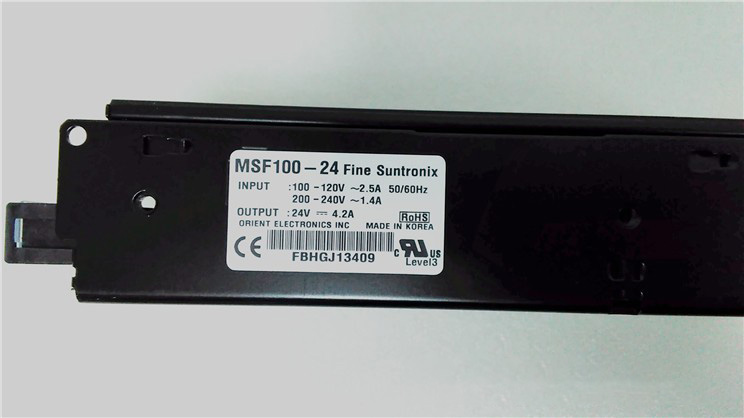 MSF100-24 Fine Suntronix
INPUT :100-120V ~2.5A 50/60Hz
200-240V ~1.4A
OUTPUT :24V ⎓ 4.2A RoHS
ORIENT ELECTRONICS INC MADE IN KOREA
CE FBHGJ13409 c RU US
Level3